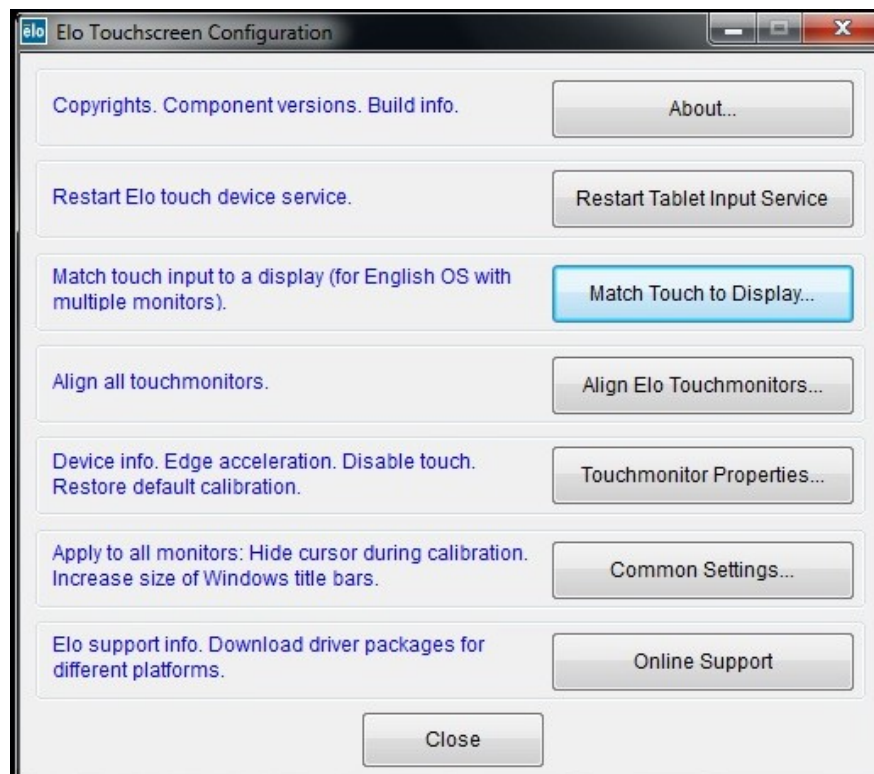 elo Elo Touchscreen Configuration
Copyrights. Component versions. Build info.
About...
Restart Elo touch device service.
Restart Tablet Input Service
Match touch input to a display (for English OS with
multiple monitors).
Match Touch to Display...
Align all touchmonitors.
Align Elo Touchmonitors...
Device info. Edge acceleration. Disable touch.
Restore default calibration.
Touchmonitor Properties...
Apply to all monitors: Hide cursor during calibration.
Increase size of Windows title bars.
Common Settings...
Elo support info. Download driver packages for
different platforms.
Online Support
Close